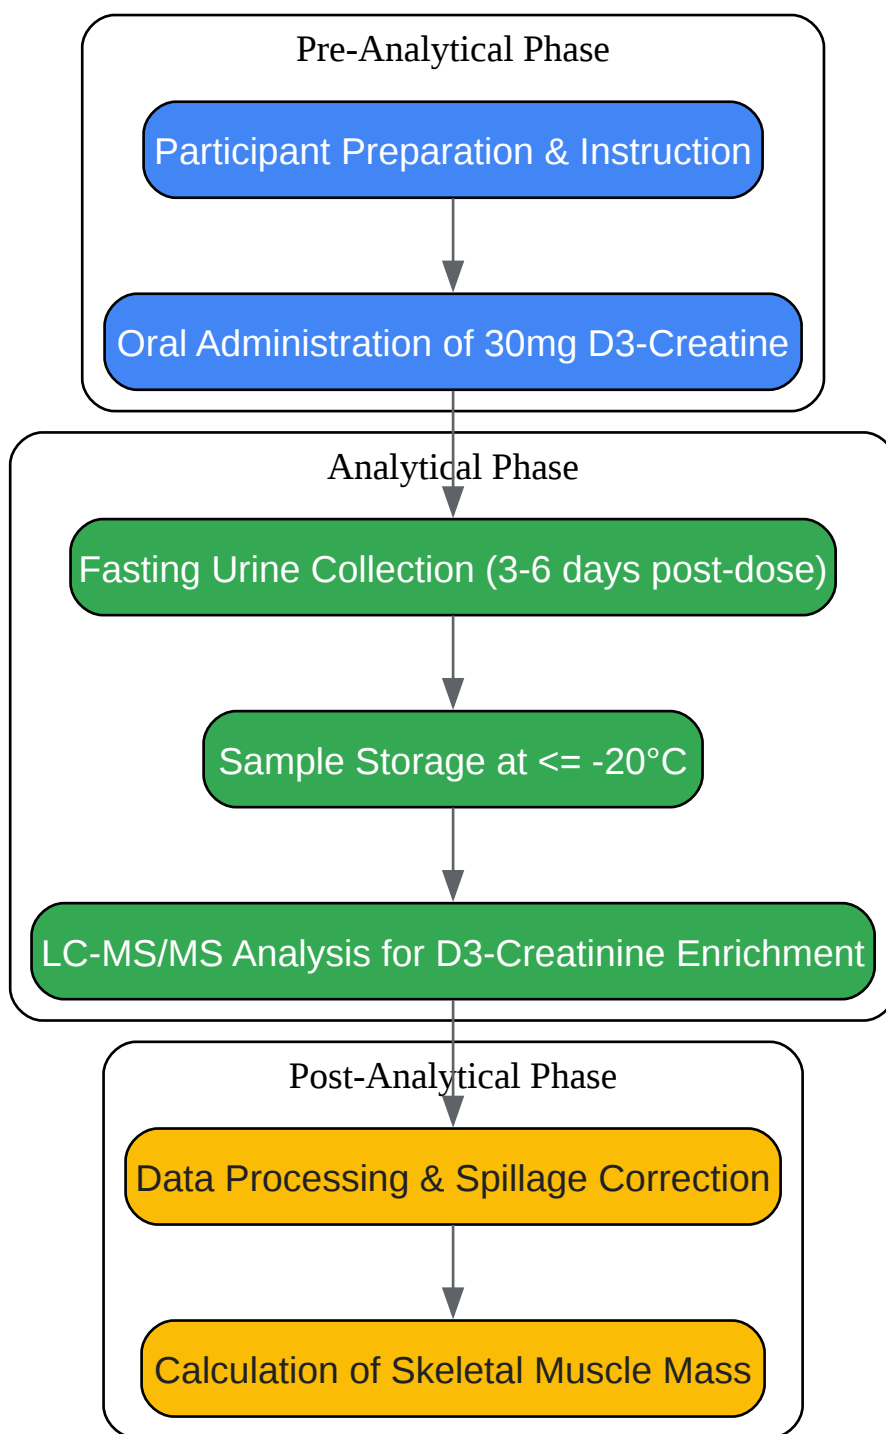 Pre-Analytical Phase
Participant Preparation & Instruction
Oral Administration of 30mg D3-Creatine
Analytical Phase
Fasting Urine Collection (3-6 days post-dose)
Sample Storage at <= -20°C
LC-MS/MS Analysis for D3-Creatinine Enrichment
Post-Analytical Phase
Data Processing & Spillage Correction
Calculation of Skeletal Muscle Mass